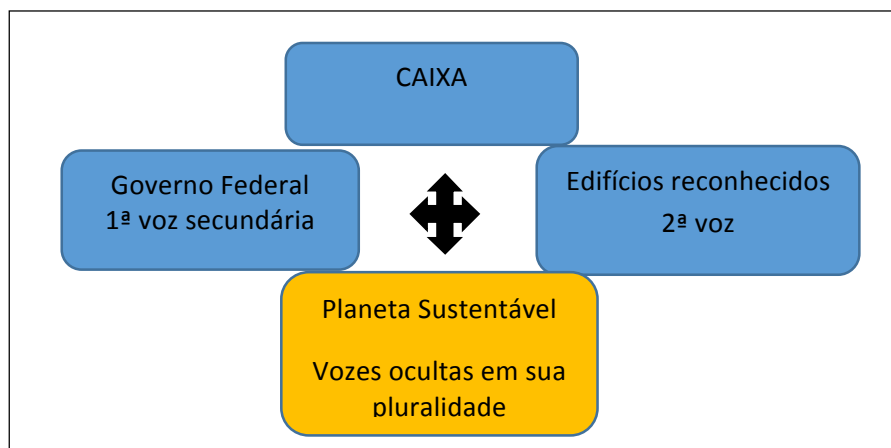 CAIXA
Governo Federal
1ª voz secundária
Edifícios reconhecidos
2ª voz
Planeta Sustentável
Vozes ocultas em sua
pluralidade